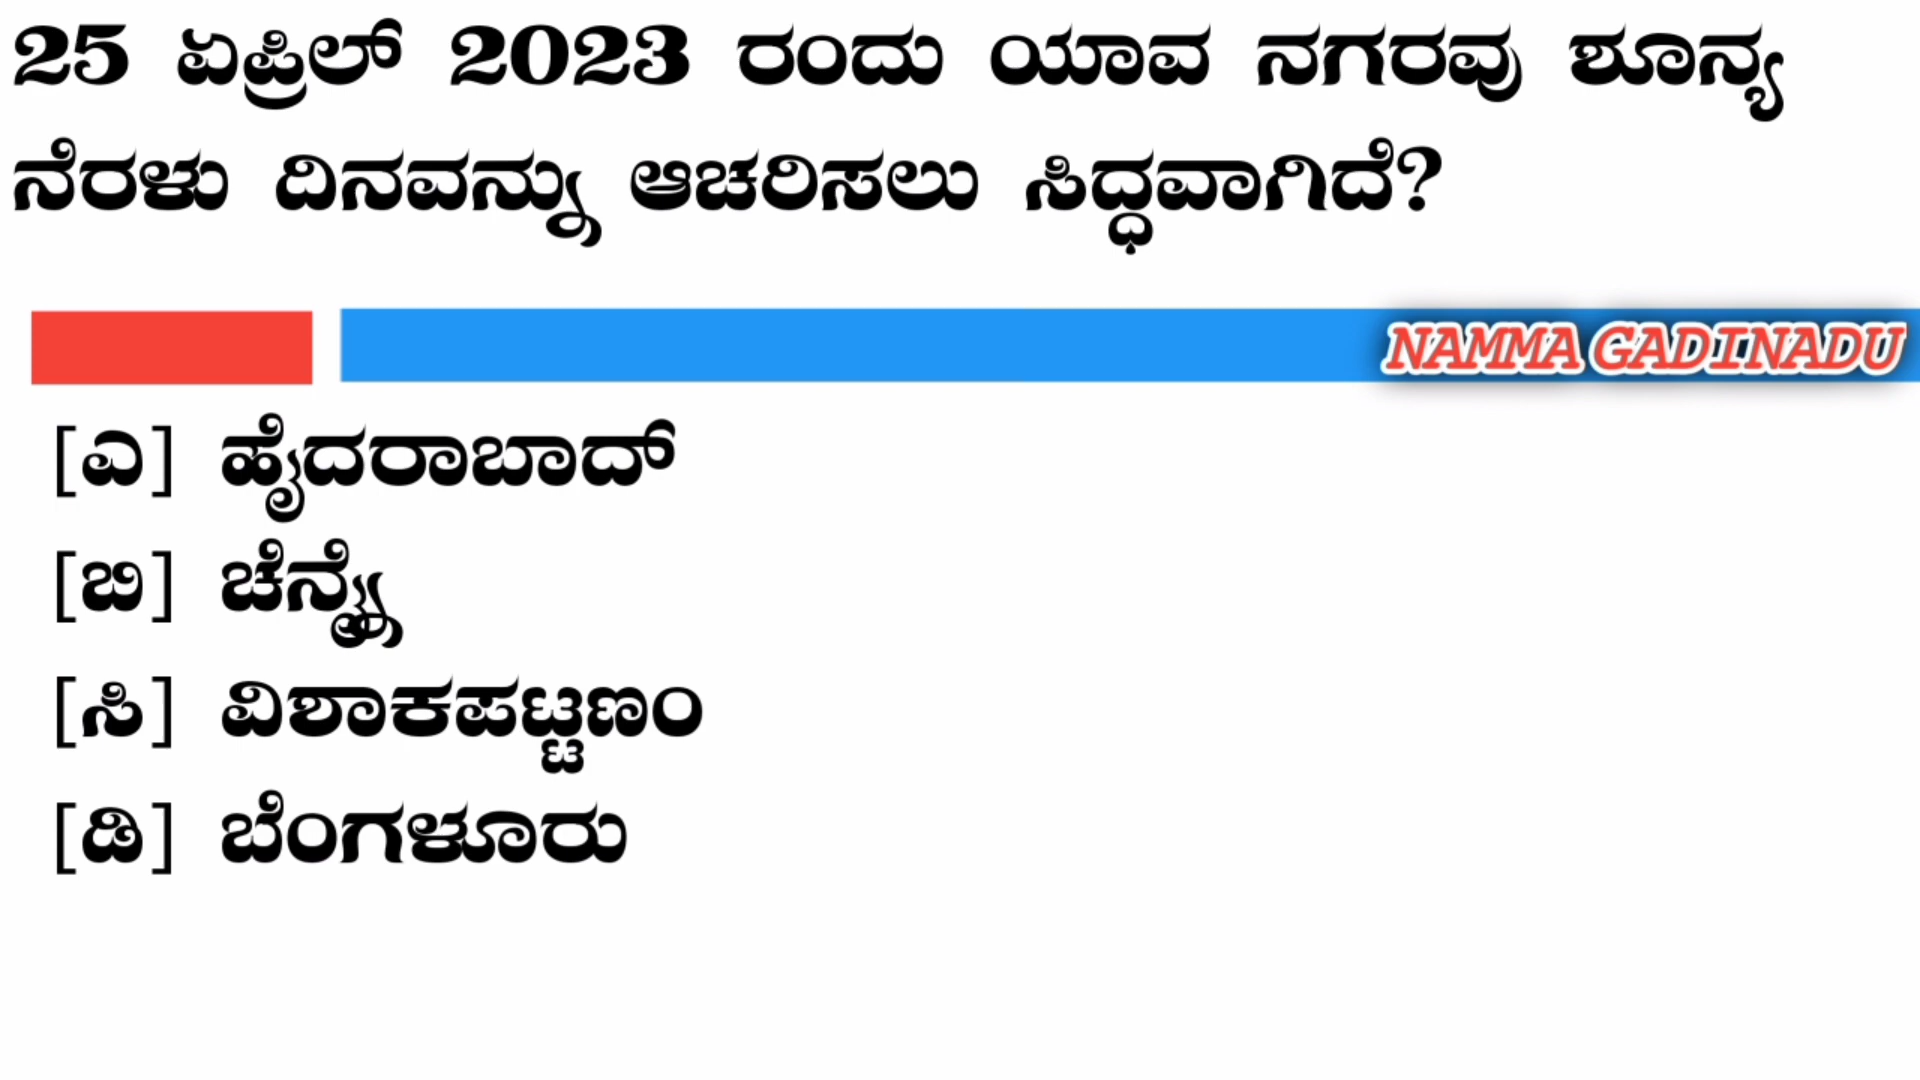 25 ಏಪ್ರಿಲ್ 2023 ರಂದು ಯಾವ ನಗರವು ಶೂನ್ಯ
ನೆರಳು ದಿನವನ್ನು ಆಚರಿಸಲು ಸಿದ್ಧವಾಗಿದೆ?
NAMMA GADINADU
[ಎ] ಹೈದರಾಬಾದ್
[ಬಿ] ಚೆನ್ನೈ
[ಸಿ] ವಿಶಾಕಪಟ್ಟಣಂ
[ಡಿ] ಬೆಂಗಳೂರು